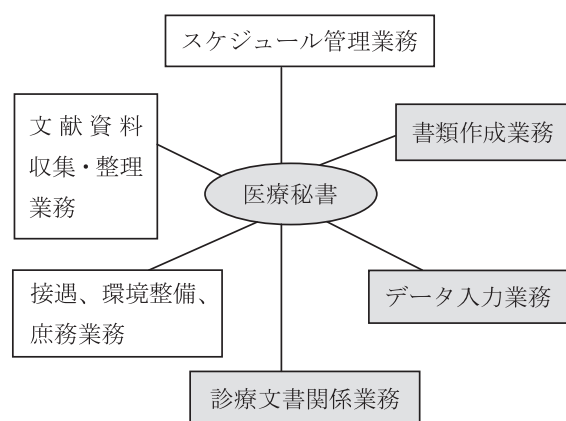 スケジュール管理業務
文献資料
収集・整理
業務
書類作成業務
医療秘書
接遇、環境整備、
庶務業務
データ入力業務
診療文書関係業務